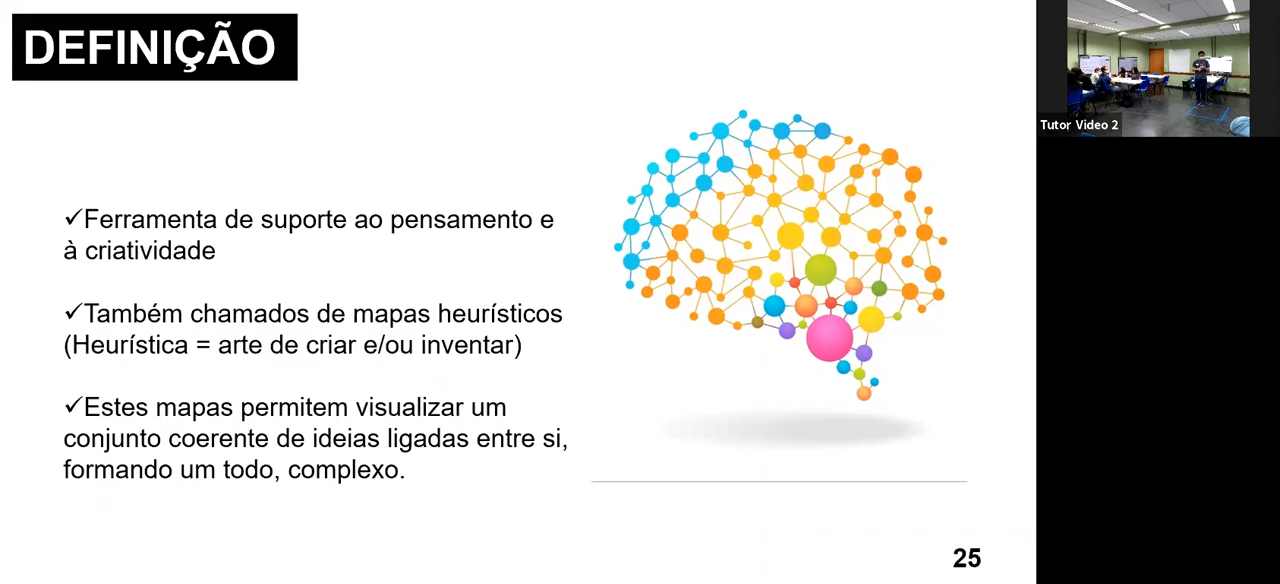 DEFINIÇÃO
✓Ferramenta de suporte ao pensamento e
à criatividade
✓Também chamados de mapas heurísticos
(Heurística = arte de criar e/ou inventar)
✓Estes mapas permitem visualizar um
conjunto coerente de ideias ligadas entre si,
formando um todo, complexo.
25
Tutor Video 2